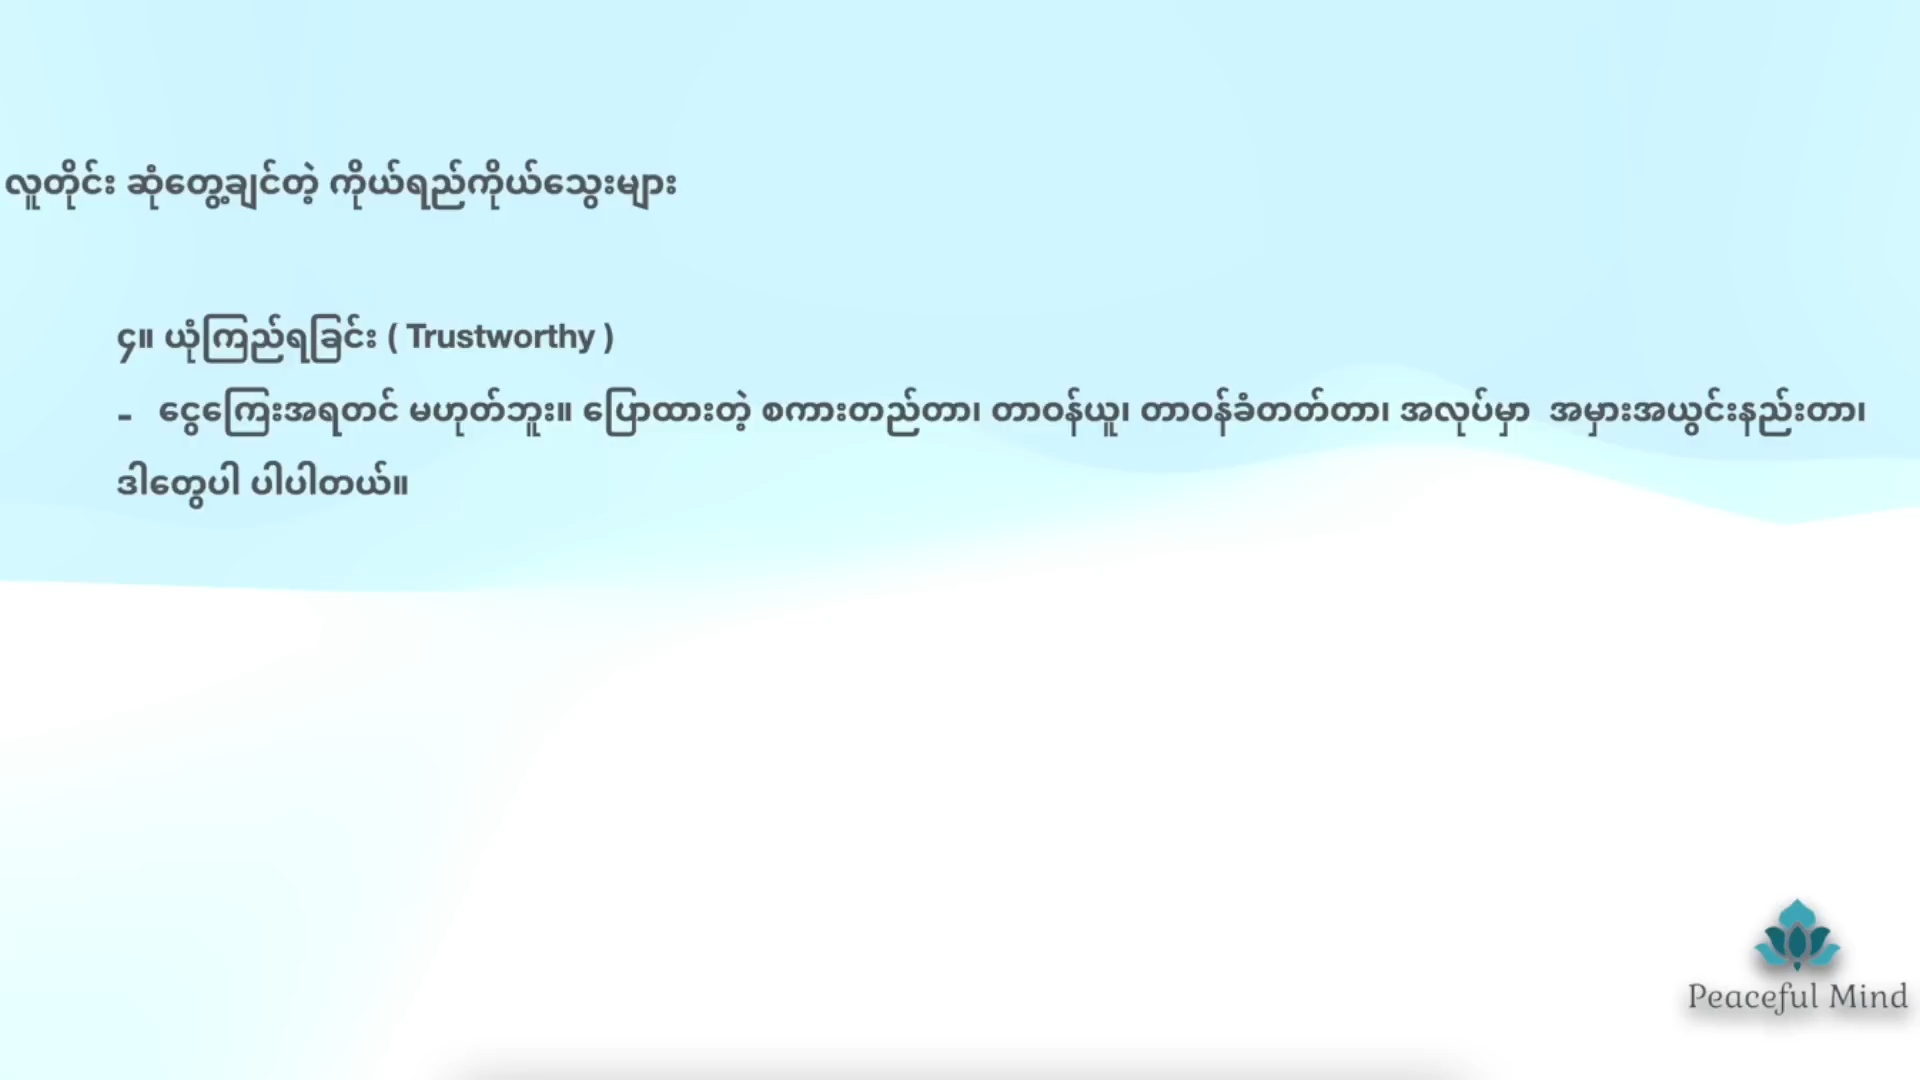 လူတိုင်း ဆုံတွေ့ချင်တဲ့ ကိုယ်ရည်ကိုယ်သွေးများ
၄။ ယုံကြည်ရခြင်း ( Trustworthy )
- ငွေကြေးအရတင် မဟုတ်ဘူး။ ပြောထားတဲ့ စကားတည်တာ၊ တာဝန်ယူ၊ တာဝန်ခံတတ်တာ၊ အလုပ်မှာ အမှားအယွင်းနည်းတာ၊
ဒါတွေပါ ပါပါတယ်။
Peaceful Mind